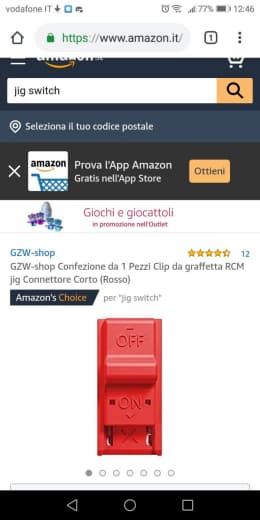 vodafone IT 77% 12:46
https://www.amazon.it/ 1
amazon
jig switch
Seleziona il tuo codice postale
amazon Prova l'App Amazon
Gratis nell'App Store
Ottieni
Giochi e giocattoli
in promozione nell'Outlet
GZW-shop 12
GZW-shop Confezione da 1 Pezzi Clip da graffetta RCM
jig Connettore Corto (Rosso)
Amazon's Choice per "jig switch"
OFF
ON